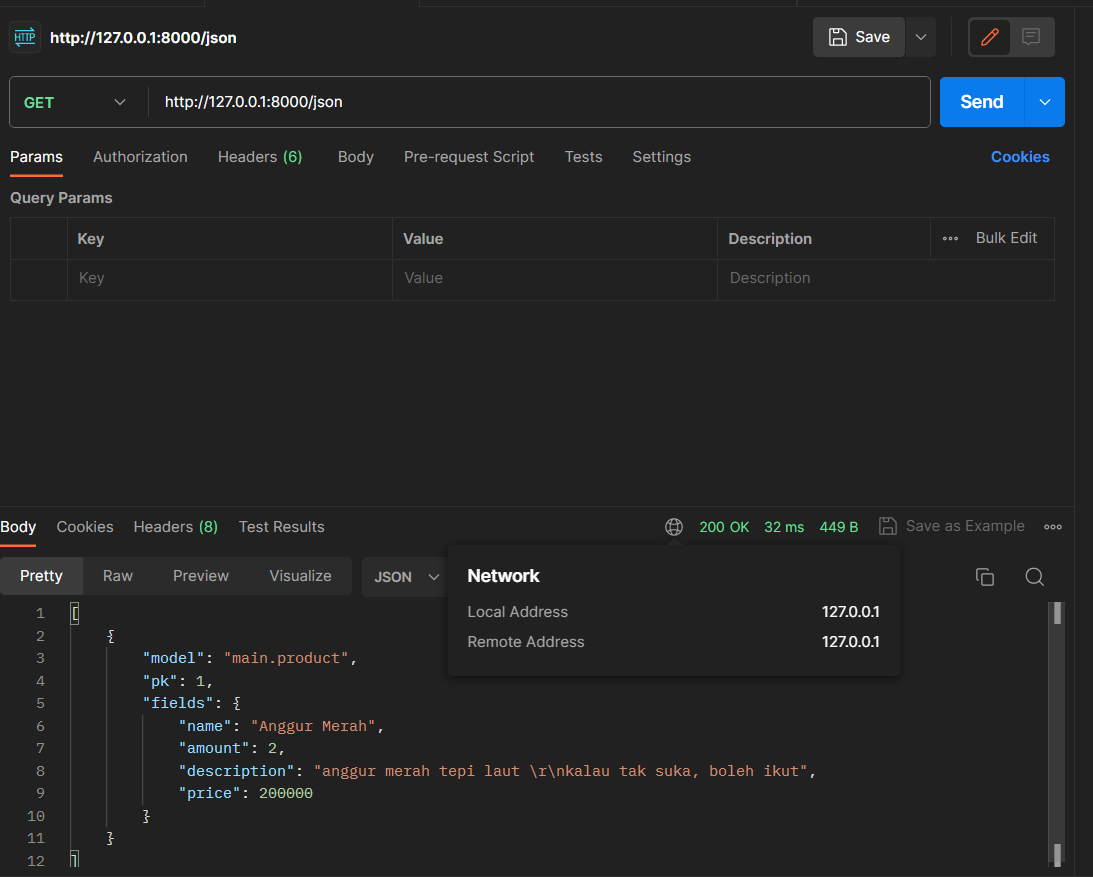 HTTP http://127.0.0.1:8000/json Save
GET http://127.0.0.1:8000/json Send
Params Authorization Headers (6) Body Pre-request Script Tests Settings Cookies
Query Params
Key Value Description Bulk Edit
Key Value Description
Body Cookies Headers (8) Test Results 200 OK 32 ms 449 B Save as Example
Pretty Raw Preview Visualize JSON
Network
Local Address 127.0.0.1
Remote Address 127.0.0.1
1 [
2 {
3 "model": "main.product",
4 "pk": 1,
5 "fields": {
6 "name": "Anggur Merah",
7 "amount": 2,
8 "description": "anggur merah tepi laut \r\nkalau tak suka, boleh ikut",
9 "price": 200000
10 }
11 }
12 ]